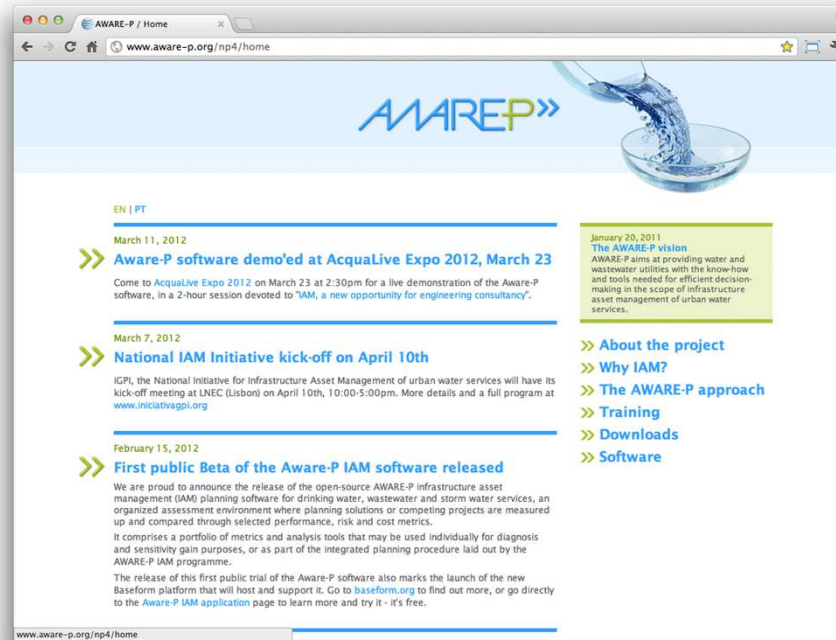 AWARE-P / Home
www.aware-p.org/np4/home
AWARE-P
EN | PT
March 11, 2012
Aware-P software demo'ed at AcquaLive Expo 2012, March 23
Come to AcquaLive Expo 2012 on March 23 at 2:30pm for a live demonstration of the Aware-P
software, in a 2-hour session devoted to "IAM, a new opportunity for engineering consultancy".
March 7, 2012
National IAM Initiative kick-off on April 10th
iGPI, the National Initiative for Infrastructure Asset Management of urban water services will have its
kick-off meeting at LNEC (Lisbon) on April 10th, 10:00-5:00pm. More details and a full program at
www.iniciativagpi.org
February 15, 2012
First public Beta of the Aware-P IAM software released
We are proud to announce the release of the open-source AWARE-P infrastructure asset
management (IAM) planning software for drinking water, wastewater and storm water services, an
organized assessment environment where planning solutions or competing projects are measured
up and compared through selected performance, risk and cost metrics.
It comprises a portfolio of metrics and analysis tools that may be used individually for diagnosis
and sensitivity gain purposes, or as part of the integrated planning procedure laid out by the
AWARE-P IAM programme.
The release of this first public trial of the Aware-P software also marks the launch of the new
Baseform platform that will host and support it. Go to baseform.org to find out more, or go directly
to the Aware-P IAM application page to learn more and try it - it's free.
January 20, 2011
The AWARE-P vision
AWARE-P aims at providing water and
wastewater utilities with the know-how
and tools needed for efficient decision-
making in the scope of infrastructure
asset management of urban water
services.
About the project
Why IAM?
The AWARE-P approach
Training
Downloads
Software
www.aware-p.org/np4/home